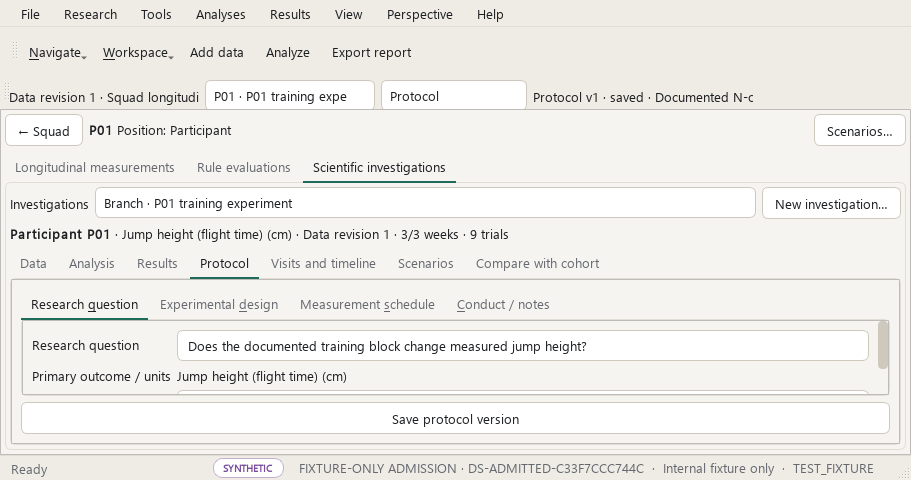 File Research Tools Analyses Results View Perspective Help
Navigate Workspace Add data Analyze Export report
Data revision 1 · Squad longitudi P01 · P01 training expe Protocol Protocol v1 · saved · Documented N-c
← Squad P01 Position: Participant Scenarios...
Longitudinal measurements Rule evaluations Scientific investigations
Investigations Branch · P01 training experiment New investigation...
Participant P01 · Jump height (flight time) (cm) · Data revision 1 · 3/3 weeks · 9 trials
Data Analysis Results Protocol Visits and timeline Scenarios Compare with cohort
Research question Experimental design Measurement schedule Conduct / notes
Research question Does the documented training block change measured jump height?
Primary outcome / units Jump height (flight time) (cm)
Save protocol version
Ready SYNTHETIC FIXTURE-ONLY ADMISSION · DS-ADMITTED-C33F7CCC744C · Internal fixture only · TEST_FIXTURE